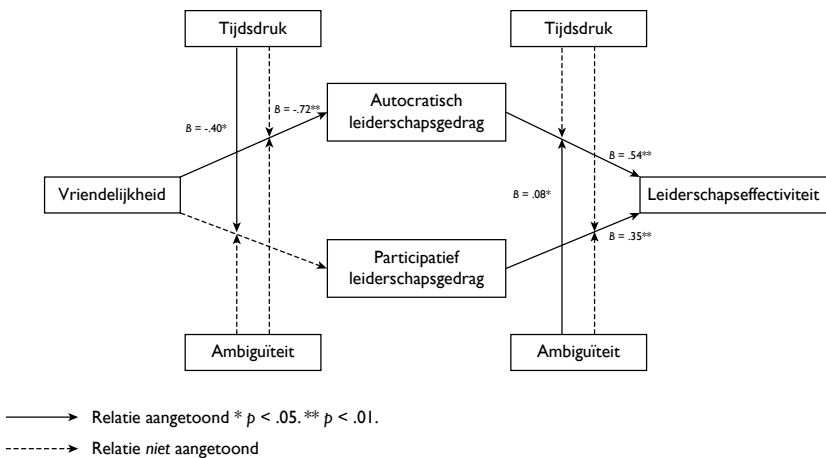 Tijdsdruk
Tijdsdruk
B = -.72**
Autocratisch
leiderschapsgedrag
B = -.40*
B = .54**
Vriendelijkheid
B = .08*
Leiderschapseffectiviteit
B = .35**
Participatief
leiderschapsgedrag
Ambiguïteit
Ambiguïteit
Relatie aangetoond * p < .05. ** p < .01.
Relatie niet aangetoond